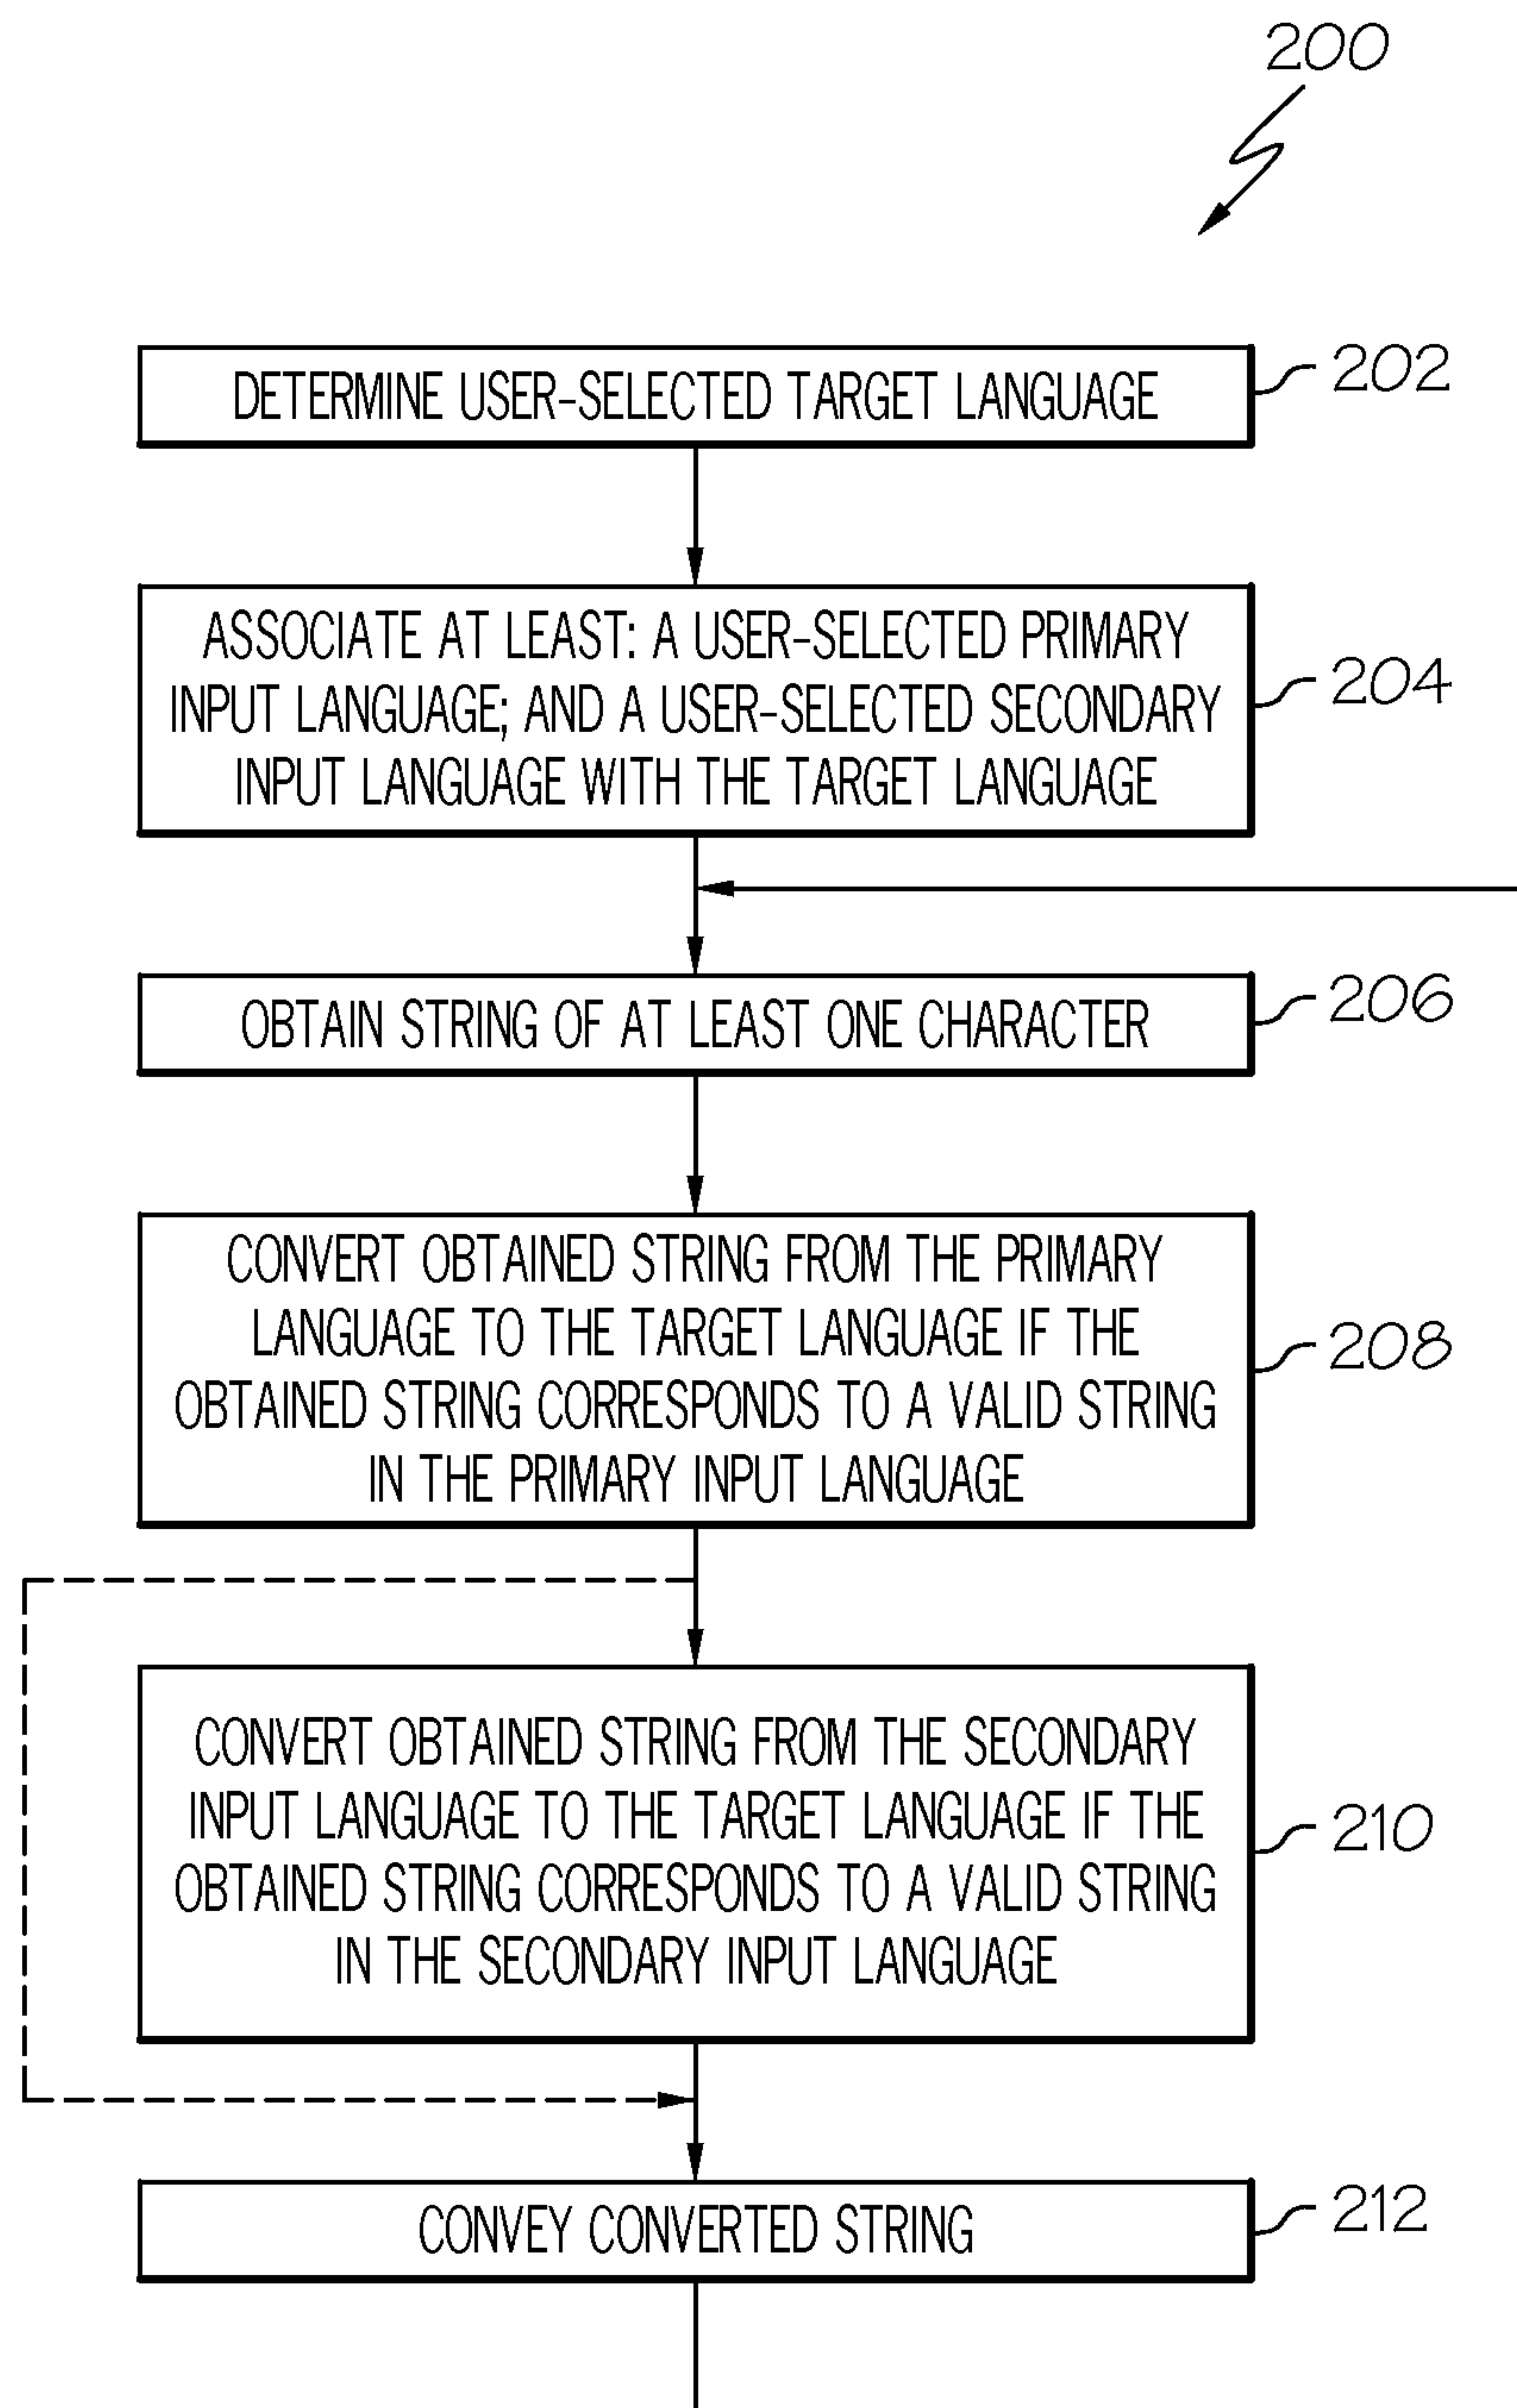 200
DETERMINE USER-SELECTED TARGET LANGUAGE
202
ASSOCIATE AT LEAST: A USER-SELECTED PRIMARY
INPUT LANGUAGE; AND A USER-SELECTED SECONDARY
INPUT LANGUAGE WITH THE TARGET LANGUAGE
204
OBTAIN STRING OF AT LEAST ONE CHARACTER
206
CONVERT OBTAINED STRING FROM THE PRIMARY
LANGUAGE TO THE TARGET LANGUAGE IF THE
OBTAINED STRING CORRESPONDS TO A VALID STRING
IN THE PRIMARY INPUT LANGUAGE
208
CONVERT OBTAINED STRING FROM THE SECONDARY
INPUT LANGUAGE TO THE TARGET LANGUAGE IF THE
OBTAINED STRING CORRESPONDS TO A VALID STRING
IN THE SECONDARY INPUT LANGUAGE
210
CONVEY CONVERTED STRING
212